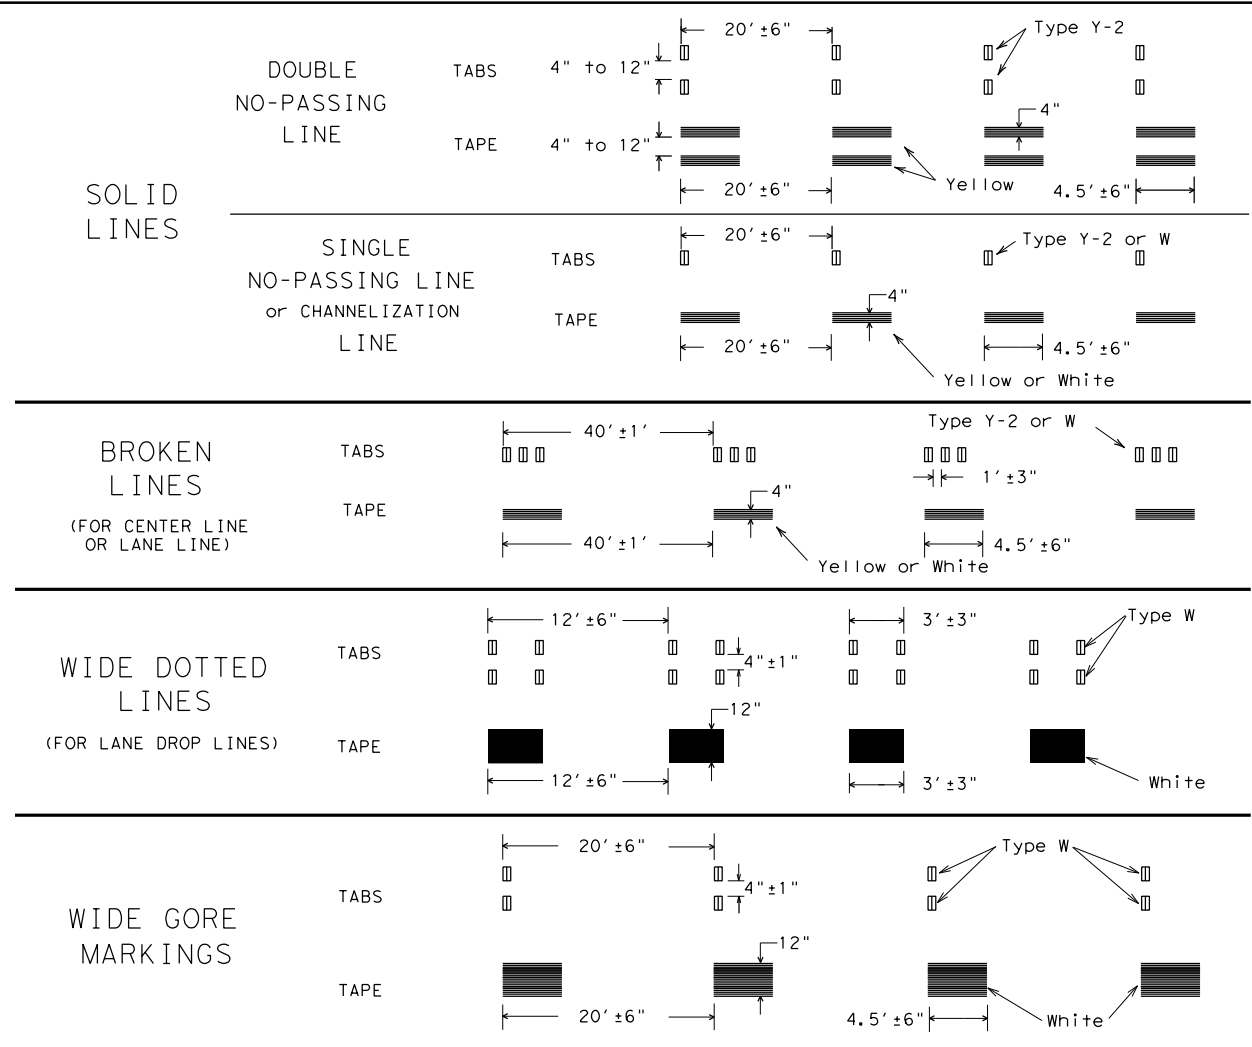 SOLID
LINES
DOUBLE
NO-PASSING
LINE
TABS
20'±6"
4" to 12"
Type Y-2
TAPE
4" to 12"
4"
Yellow
20'±6"
4.5'±6"
SINGLE
NO-PASSING LINE
or CHANNELIZATION
LINE
TABS
20'±6"
Type Y-2 or W
TAPE
4"
20'±6"
4.5'±6"
Yellow or White
BROKEN
LINES
(FOR CENTER LINE
OR LANE LINE)
TABS
40'±1'
Type Y-2 or W
1'±3"
TAPE
4"
40'±1'
4.5'±6"
Yellow or White
WIDE DOTTED
LINES
(FOR LANE DROP LINES)
TABS
12'±6"
3'±3"
Type W
4"±1"
TAPE
12"
12'±6"
3'±3"
White
WIDE GORE
MARKINGS
TABS
20'±6"
Type W
4"±1"
TAPE
12"
20'±6"
4.5'±6"
White